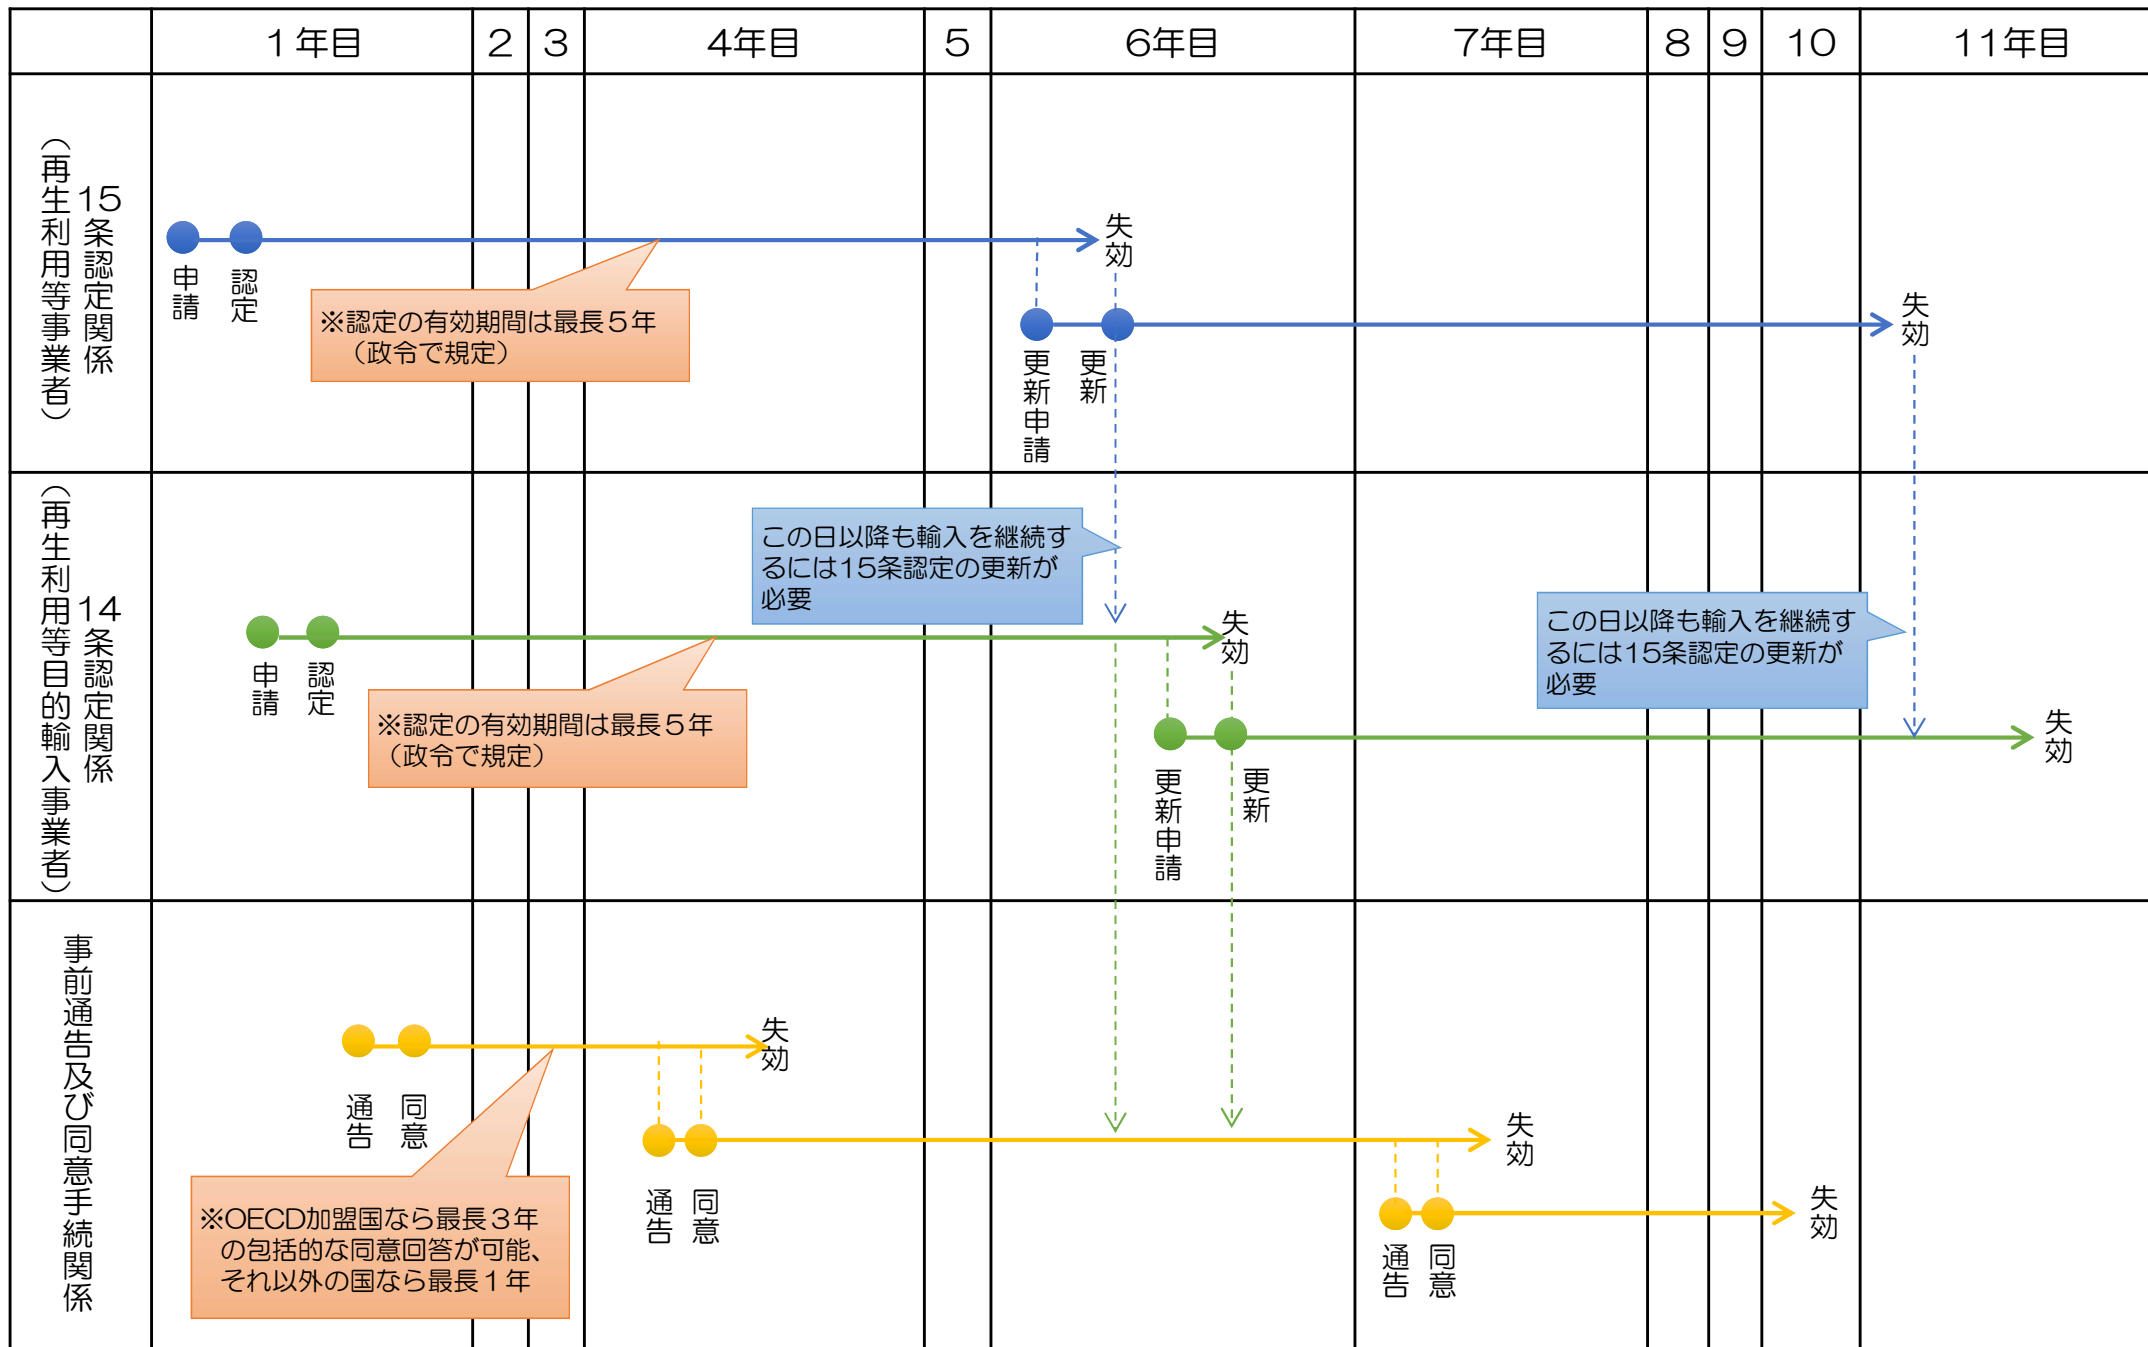 1年目
2
3
4年目
5
6年目
7年目
8
9
10
11年目
15条認定関係
（再生利用等事業者）
申請
認定
※認定の有効期間は最長５年
（政令で規定）
失効
更新申請
更新
失効
14条認定関係
（再生利用等目的輸入事業者）
申請
認定
※認定の有効期間は最長５年
（政令で規定）
この日以降も輸入を継続す
るには15条認定の更新が
必要
失効
更新申請
更新
この日以降も輸入を継続す
るには15条認定の更新が
必要
失効
事前通告及び同意手続関係
通告
同意
※OECD加盟国なら最長３年
の包括的な同意回答が可能、
それ以外の国なら最長１年
失効
通告
同意
失効
通告
同意
失効